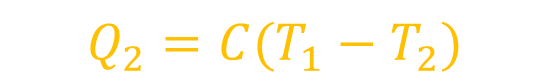 Q₂ = C(T₁ − T₂)